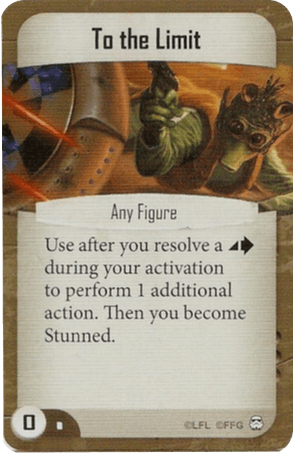 To the Limit
Any Figure
Use after you resolve a
during your activation
to perform 1 additional
action. Then you become
Stunned.
0
©LFL ©FFG